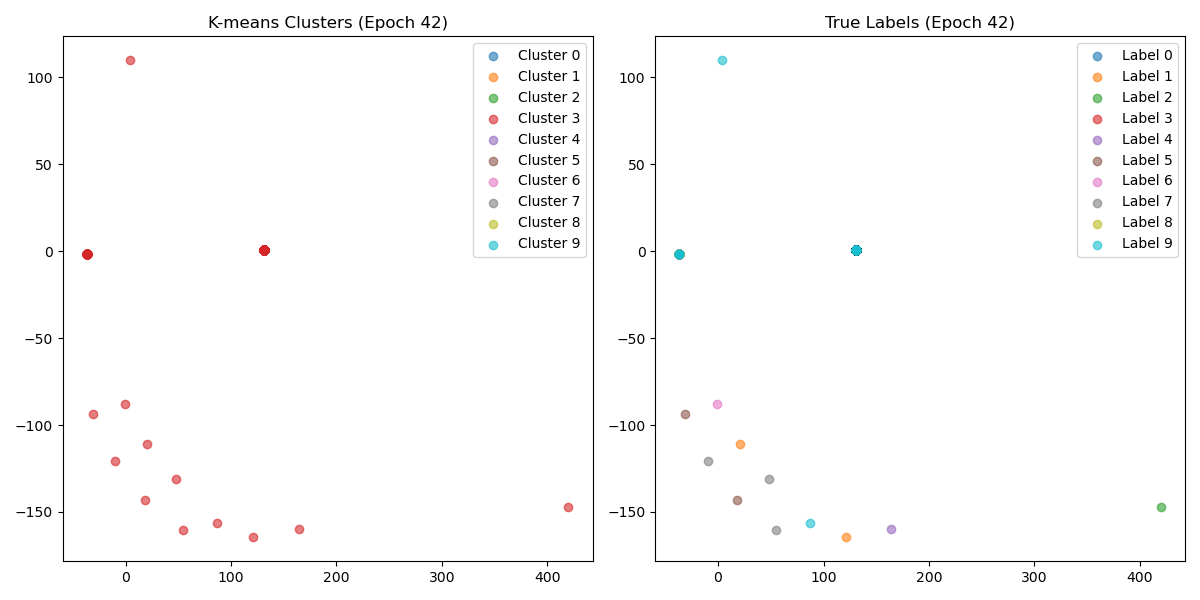 K-means Clusters (Epoch 42)
100
50
0
−50
−100
−150
0
100
200
300
400
Cluster 0
Cluster 1
Cluster 2
Cluster 3
Cluster 4
Cluster 5
Cluster 6
Cluster 7
Cluster 8
Cluster 9
True Labels (Epoch 42)
100
50
0
−50
−100
−150
0
100
200
300
400
Label 0
Label 1
Label 2
Label 3
Label 4
Label 5
Label 6
Label 7
Label 8
Label 9